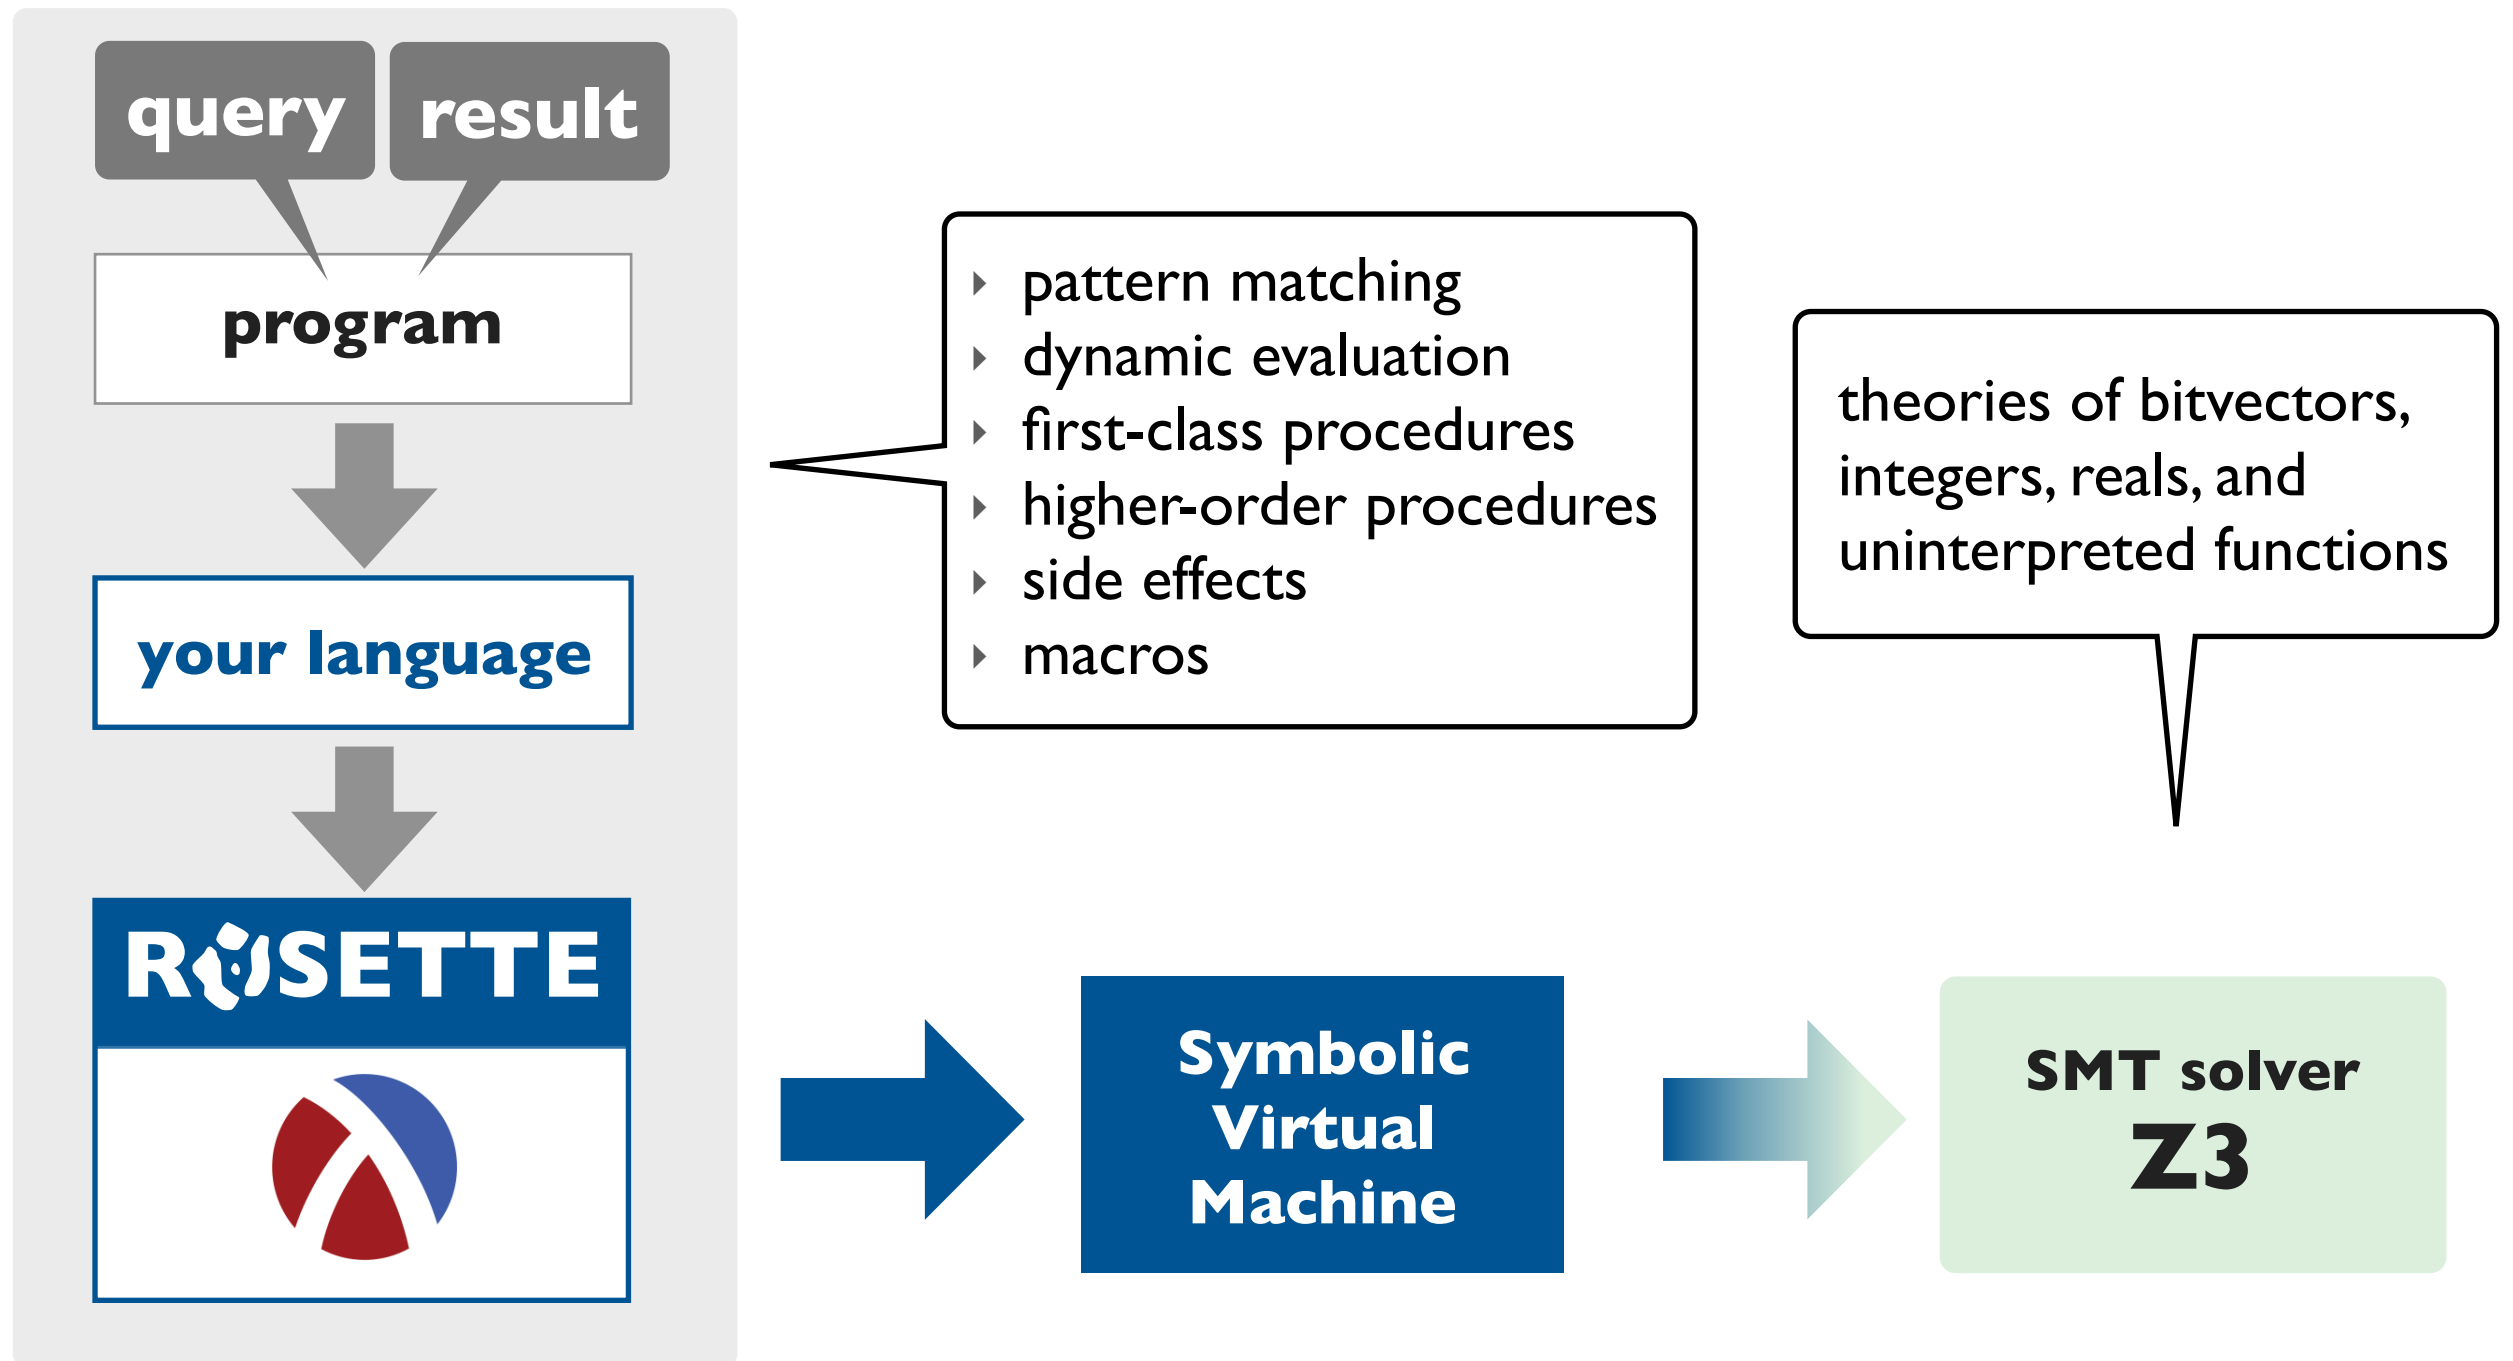 query
result
program
your language
ROSETTE
pattern matching
dynamic evaluation
first-class procedures
higher-order procedures
side effects
macros
theories of bitvectors,
integers, reals, and
uninterpreted functions
Symbolic
Virtual
Machine
SMT solver
Z3